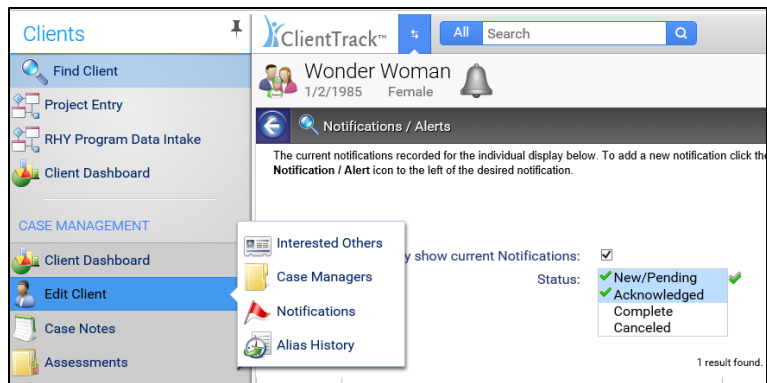 Clients
Find Client
Project Entry
RHY Program Data Intake
Client Dashboard
CASE MANAGEMENT
Client Dashboard
Edit Client
Case Notes
Assessments
ClientTrack™
All Search
Wonder Woman
1/2/1985 Female
Notifications / Alerts
The current notifications recorded for the individual display below. To add a new notification click
Notification / Alert icon to the left of the desired notification.
Interested Others
Case Managers
Notifications
Alias History
show current Notifications:
Status:
New/Pending
Acknowledged
Complete
Canceled
1 result found.